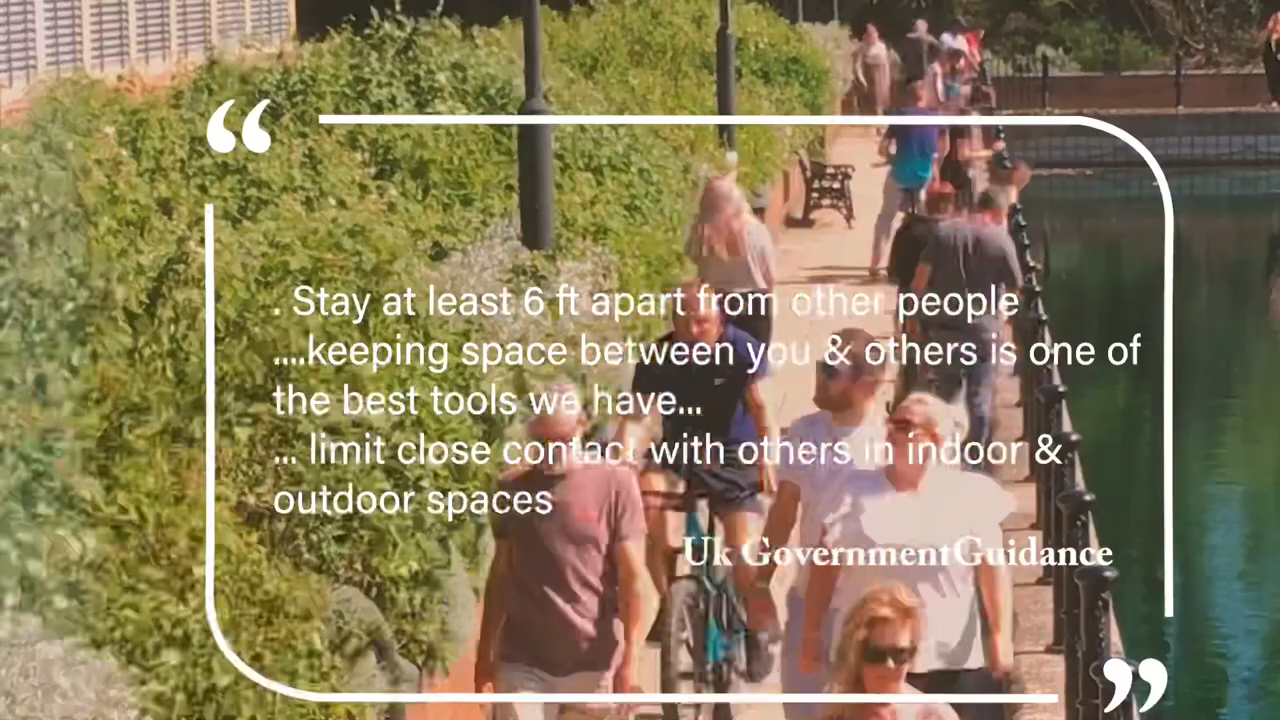 “
. Stay at least 6 ft apart from other people
....keeping space between you & others is one of
the best tools we have...
... limit close contact with others in indoor &
outdoor spaces
Uk GovernmentGuidance
”